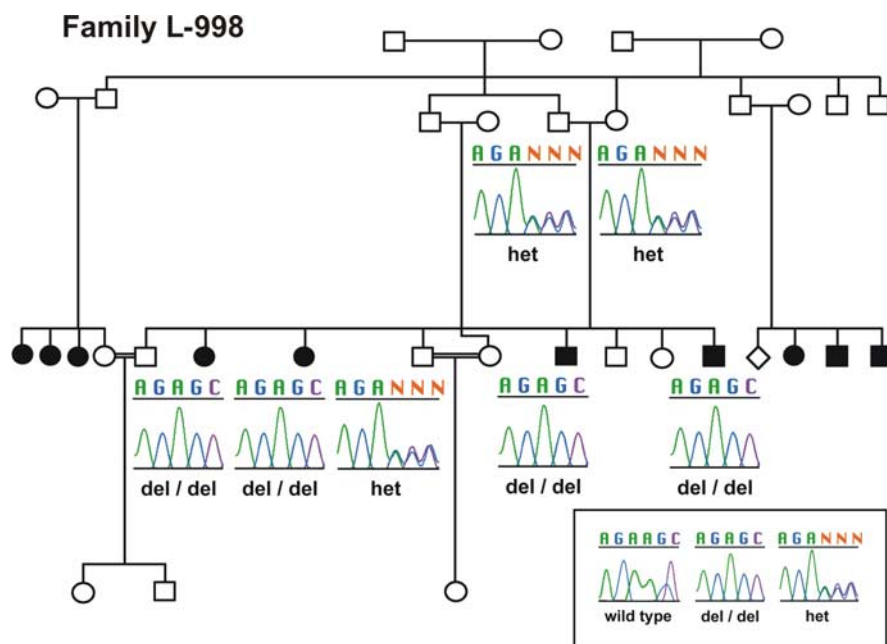 Family L-998
AGANNN AGANNN
het het
AGAGC AGAGC AGANNN AGAGC AGAGC
del / del del / del het del / del del / del
AGAAGC AGAGC AGANNN
wild type del / del het